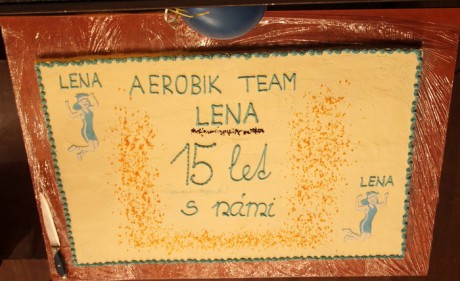 LENA
AEROBIK TEAM
LENA
15 let
s námi
LENA